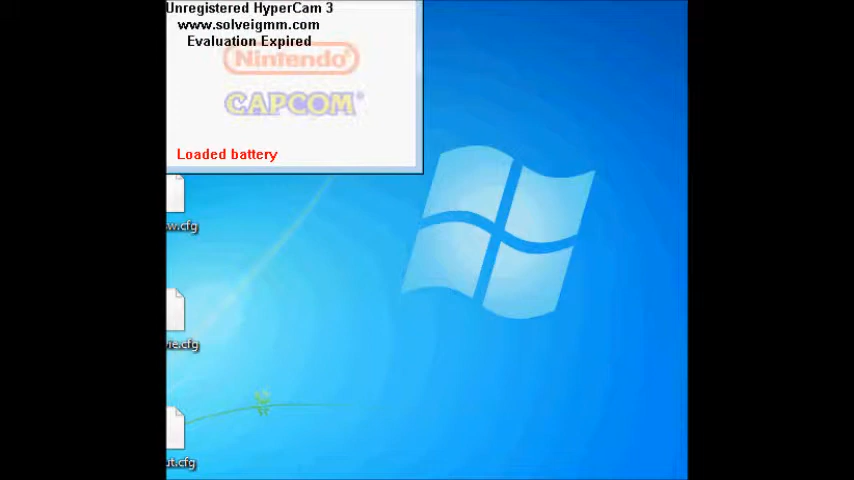 Unregistered HyperCam 3
www.solveigmm.com
Evaluation Expired
Nintendo®
CAPCOM®
Loaded battery
w.cfg
vie.cfg
ut.cfg